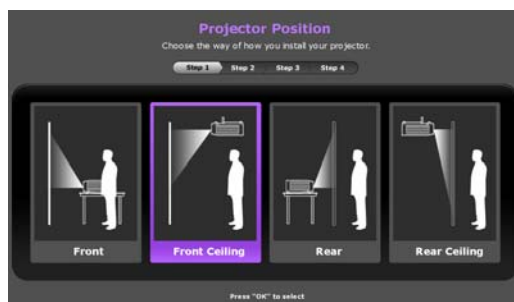 Projector Position
Choose the way of how you install your projector.
Step 1 Step 2 Step 3 Step 4
Front Front Ceiling Rear Rear Ceiling
Press "OK" to select